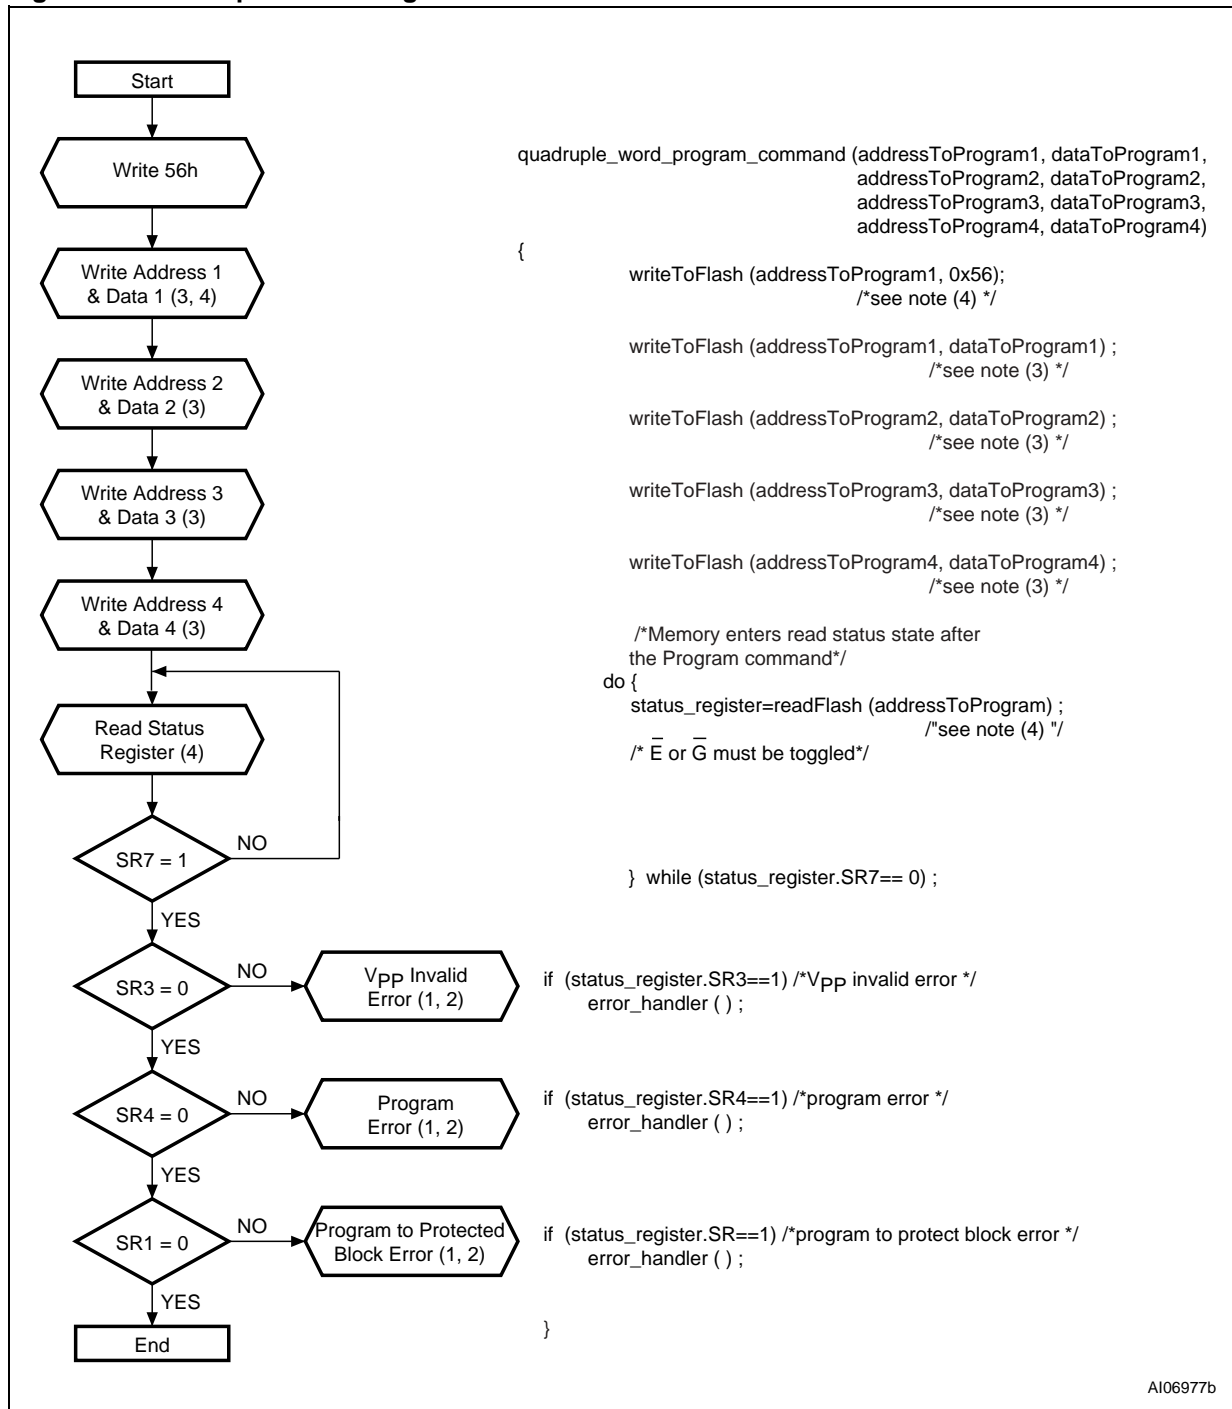 Start
Write 56h
Write Address 1
& Data 1 (3, 4)
Write Address 2
& Data 2 (3)
Write Address 3
& Data 3 (3)
Write Address 4
& Data 4 (3)
Read Status
Register (4)
SR7 = 1
NO
YES
SR3 = 0
NO
VPP Invalid
Error (1, 2)
YES
SR4 = 0
NO
Program
Error (1, 2)
YES
SR1 = 0
NO
Program to Protected
Block Error (1, 2)
YES
End
quadruple_word_program_command (addressToProgram1, dataToProgram1,
addressToProgram2, dataToProgram2,
addressToProgram3, dataToProgram3,
addressToProgram4, dataToProgram4)
{
writeToFlash (addressToProgram1, 0x56);
/*see note (4) */
writeToFlash (addressToProgram1, dataToProgram1) ;
/*see note (3) */
writeToFlash (addressToProgram2, dataToProgram2) ;
/*see note (3) */
writeToFlash (addressToProgram3, dataToProgram3) ;
/*see note (3) */
writeToFlash (addressToProgram4, dataToProgram4) ;
/*see note (3) */
/*Memory enters read status state after
the Program command*/
do {
status_register=readFlash (addressToProgram) ;
/"see note (4) "/
/* E̅ or G̅ must be toggled*/
} while (status_register.SR7== 0) ;
if (status_register.SR3==1) /*VPP invalid error */
error_handler ( ) ;
if (status_register.SR4==1) /*program error */
error_handler ( ) ;
if (status_register.SR==1) /*program to protect block error */
error_handler ( ) ;
}
AI06977b